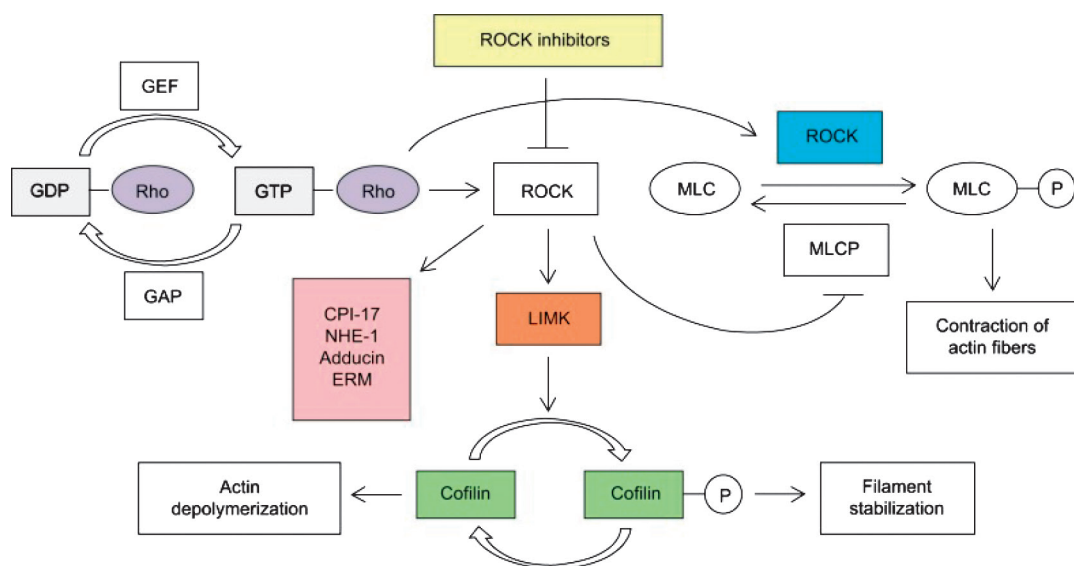 ROCK inhibitors
GEF
ROCK
GDP
Rho
GTP
Rho
ROCK
MLC
MLC
P
MLCP
GAP
CPI-17
NHE-1
Adducin
ERM
LIMK
Contraction of
actin fibers
Actin
depolymerization
Cofilin
Cofilin
P
Filament
stabilization